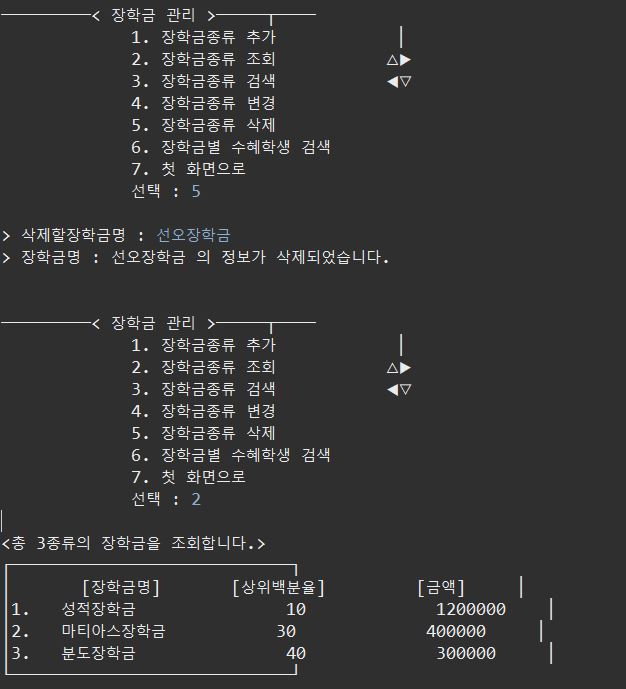 ─────────< 장학금 관리 >─────┬────
1. 장학금종류 추가 │
2. 장학금종류 조회 △▶
3. 장학금종류 검색 ◀▽
4. 장학금종류 변경
5. 장학금종류 삭제
6. 장학금별 수혜학생 검색
7. 첫 화면으로
선택 : 5
> 삭제할장학금명 : 선오장학금
> 장학금명 : 선오장학금 의 정보가 삭제되었습니다.
─────────< 장학금 관리 >─────┬────
1. 장학금종류 추가 │
2. 장학금종류 조회 △▶
3. 장학금종류 검색 ◀▽
4. 장학금종류 변경
5. 장학금종류 삭제
6. 장학금별 수혜학생 검색
7. 첫 화면으로
선택 : 2
<총 3종류의 장학금을 조회합니다.>
[장학금명] [상위백분율] [금액] │
│1. 성적장학금 10 1200000 │
│2. 마티아스장학금 30 400000 │
│3. 분도장학금 40 300000 │